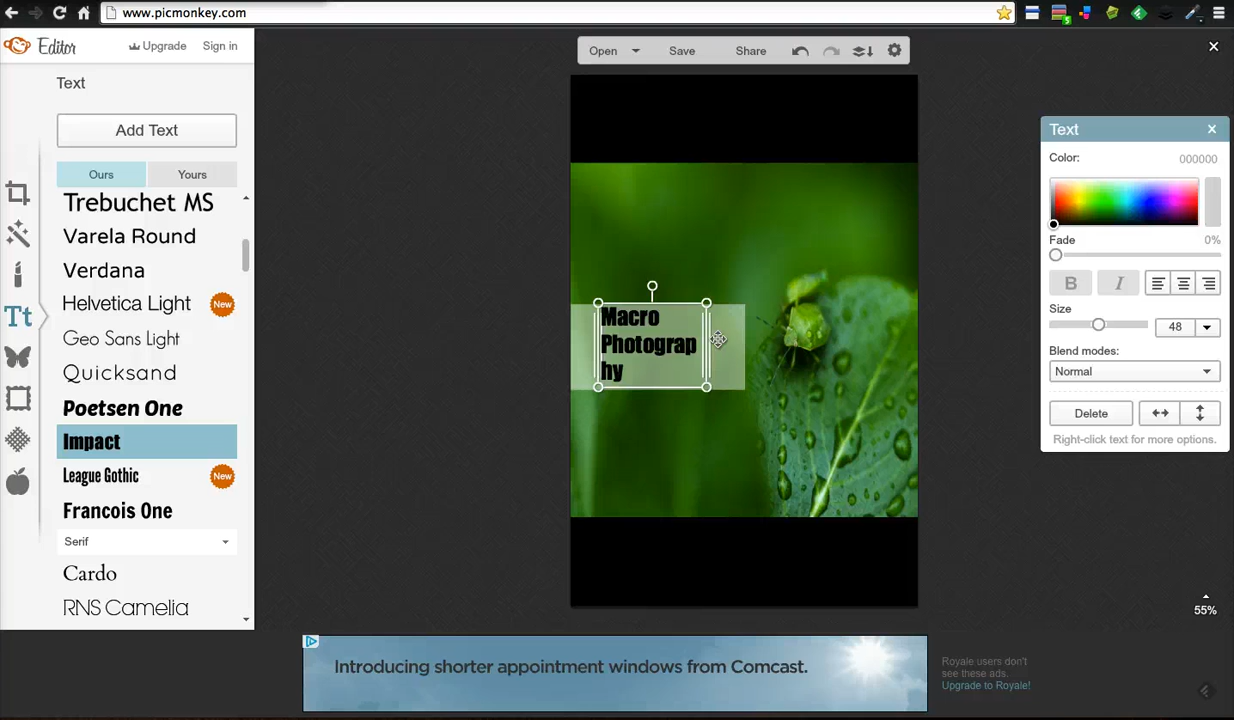 www.picmonkey.com
Editor
Upgrade
Sign in
Open
Save
Share
Text
Add Text
Ours
Yours
Trebuchet MS
Varela Round
Verdana
Helvetica Light
New
Geo Sans Light
Quicksand
Poetsen One
Impact
League Gothic
New
Francois One
Serif
Cardo
RNS Camelia
Tt
5
Macro
Photograp
hy
Text
Color:
000000
Fade
0%
B
I
Size
48
Blend modes:
Normal
Delete
Right-click text for more options.
55%
Introducing shorter appointment windows from Comcast.
Royale users don't
see these ads.
Upgrade to Royale!